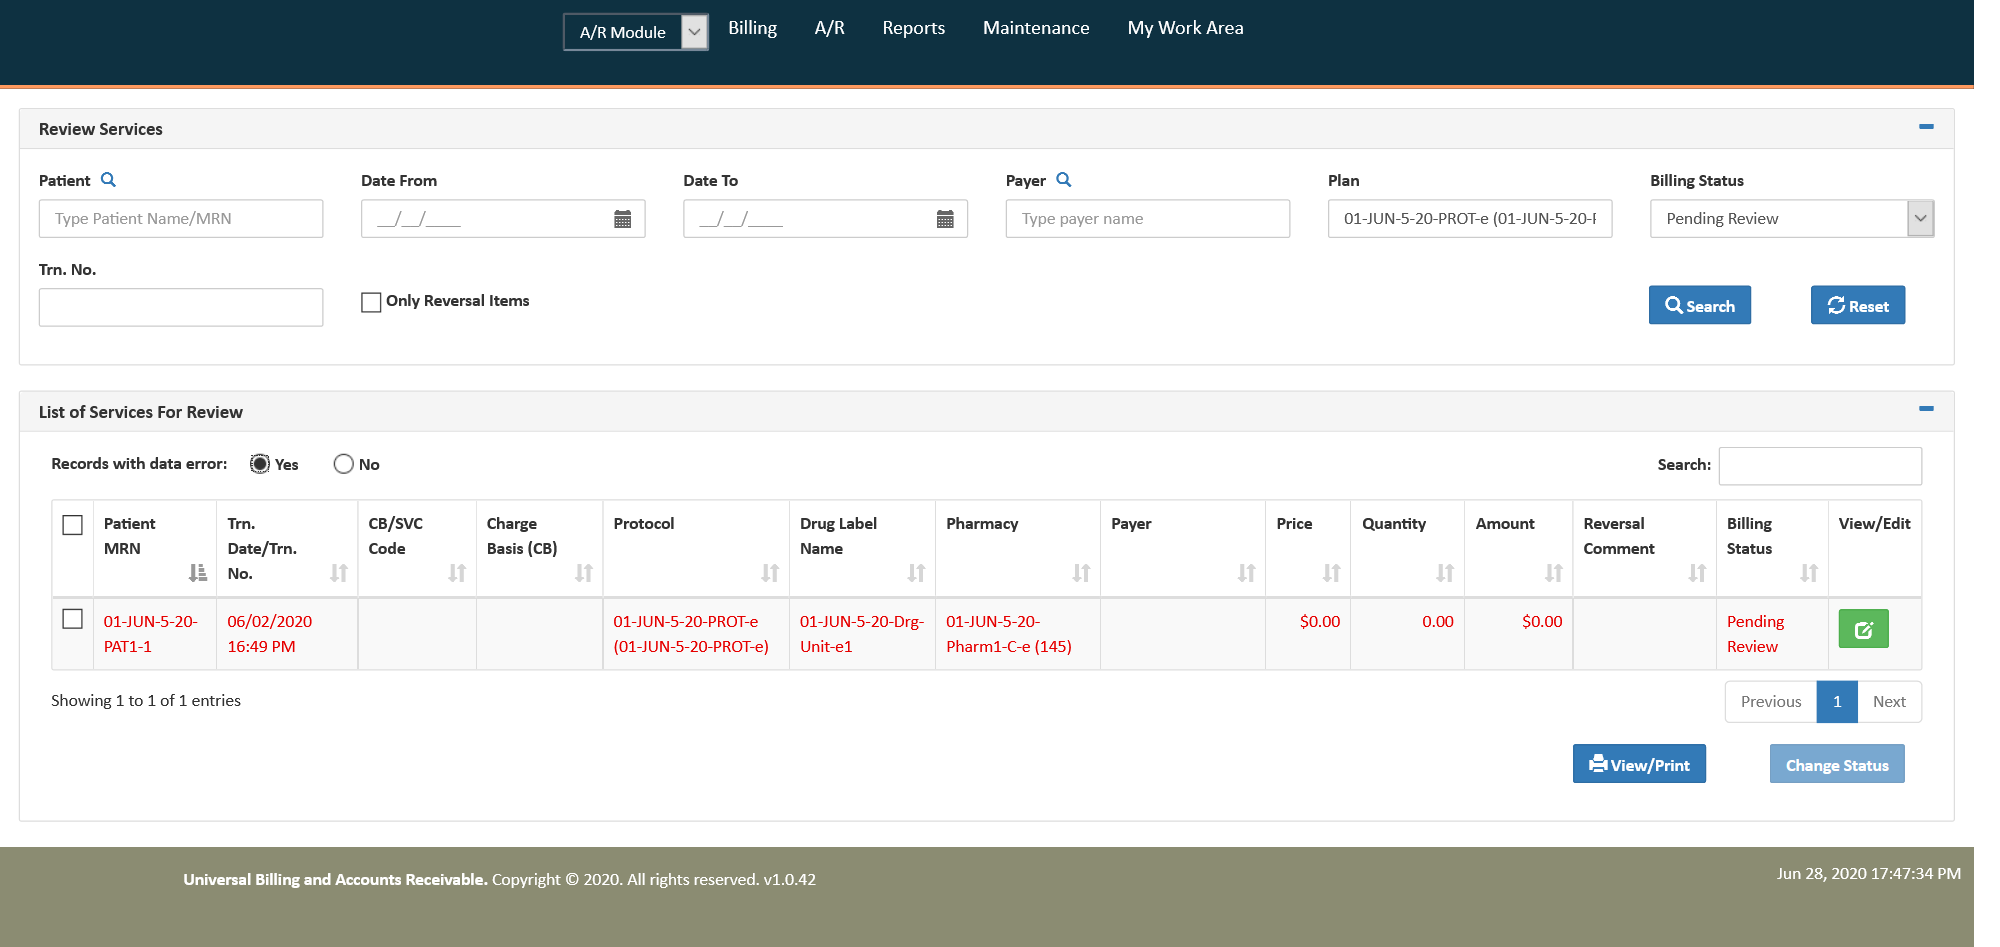 A/R Module Billing A/R Reports Maintenance My Work Area
Review Services
Patient Date From Date To Payer Plan Billing Status
Type Patient Name/MRN __/__/____ __/__/____ Type payer name 01-JUN-5-20-PROT-e (01-JUN-5-20- Pending Review
Trn. No.
Only Reversal Items
Search Reset
List of Services For Review
Records with data error: Yes No Search:
Patient MRN
Trn. Date/Trn. No.
CB/SVC Code
Charge Basis (CB)
Protocol
Drug Label Name
Pharmacy
Payer
Price
Quantity
Amount
Reversal Comment
Billing Status
View/Edit
01-JUN-5-20-PAT1-1
06/02/2020 16:49 PM
01-JUN-5-20-PROT-e (01-JUN-5-20-PROT-e)
01-JUN-5-20-Drg-Unit-e1
01-JUN-5-20-Pharm1-C-e (145)
$0.00
0.00
$0.00
Pending Review
Showing 1 to 1 of 1 entries
Previous 1 Next
View/Print Change Status
Universal Billing and Accounts Receivable. Copyright © 2020. All rights reserved. v1.0.42
Jun 28, 2020 17:47:34 PM